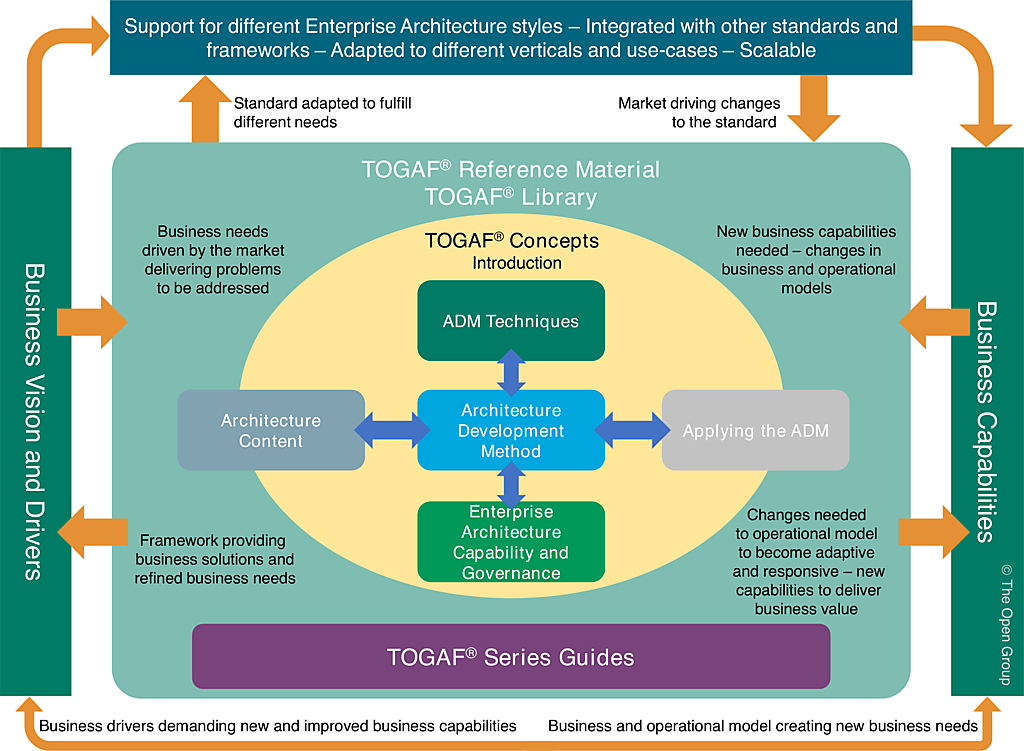 Support for different Enterprise Architecture styles – Integrated with other standards and
frameworks – Adapted to different verticals and use-cases – Scalable
Standard adapted to fulfill
different needs
Market driving changes
to the standard
TOGAF® Reference Material
TOGAF® Library
Business needs
driven by the market
delivering problems
to be addressed
TOGAF® Concepts
Introduction
New business capabilities
needed – changes in
business and operational
models
ADM Techniques
Business Vision and Drivers
Business Capabilities
Architecture
Content
Architecture
Development
Method
Applying the ADM
Enterprise
Architecture
Capability and
Governance
Framework providing
business solutions and
refined business needs
Changes needed
to operational model
to become adaptive
and responsive – new
capabilities to deliver
business value
TOGAF® Series Guides
© The Open Group
Business drivers demanding new and improved business capabilities
Business and operational model creating new business needs